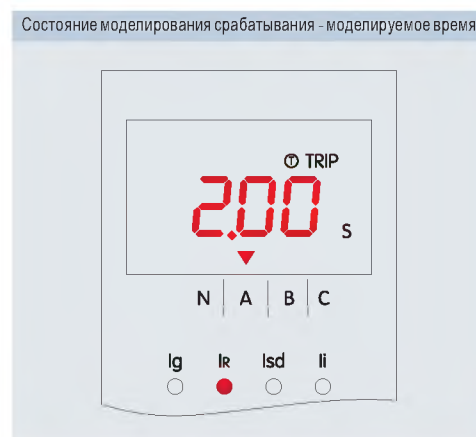 Состояние моделирования срабатывания - моделируемое время
Ⓣ TRIP
2.00 S
N A B C
Ig IR Isd Ii